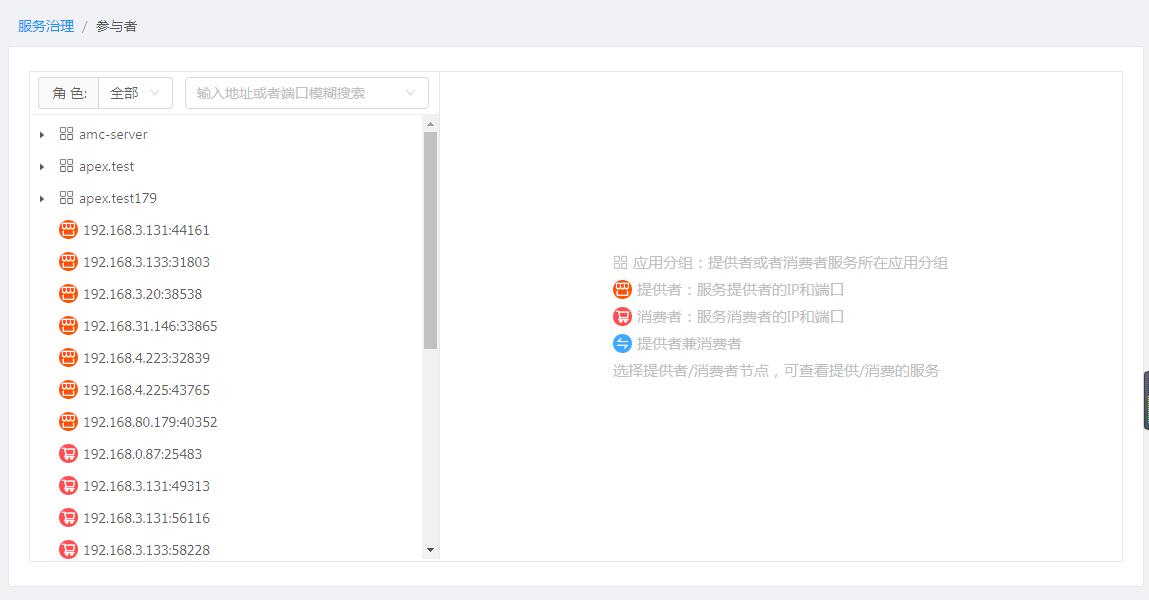 服务治理 / 参与者
角 色: 全部 输入地址或者端口模糊搜索
amc-server
apex.test
apex.test179
192.168.3.131:44161
192.168.3.133:31803
192.168.3.20:38538
192.168.31.146:33865
192.168.4.223:32839
192.168.4.225:43765
192.168.80.179:40352
192.168.0.87:25483
192.168.3.131:49313
192.168.3.131:56116
192.168.3.133:58228
应用分组：提供者或者消费者服务所在应用分组
提供者：服务提供者的IP和端口
消费者：服务消费者的IP和端口
提供者兼消费者
选择提供者/消费者节点，可查看提供/消费的服务